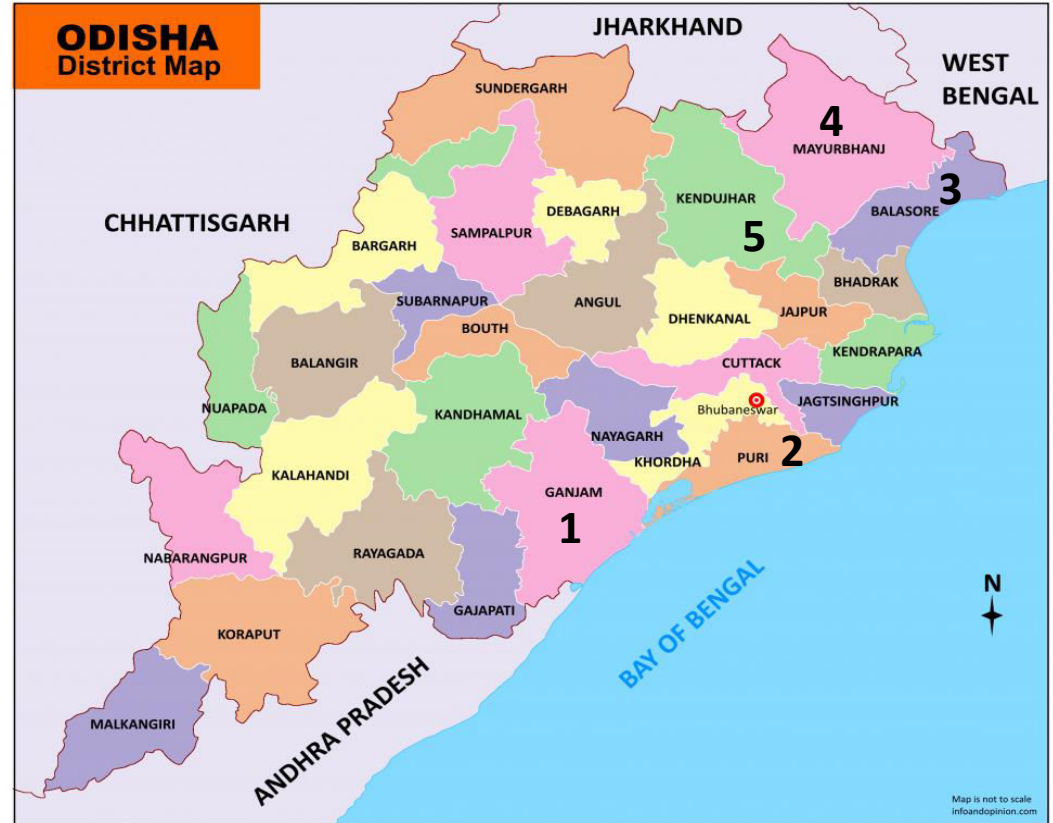 ODISHA
District Map
JHARKHAND
WEST
BENGAL
SUNDERGARH
4
MAYURBHANJ
3
KENDUJHAR
BALASORE
DEBAGARH
CHHATTISGARH
SAMPALPUR
5
BARGARH
BHADRAK
SUBARNAPUR
ANGUL
JAJPUR
DHENKANAL
BOUTH
KENDRAPARA
BALANGIR
CUTTACK
JAGTSINGHPUR
NUAPADA
Bhubaneswar
KANDHAMAL
NAYAGARH
2
PURI
KHORDHA
KALAHANDI
GANJAM
1
RAYAGADA
NABARANGPUR
N
GAJAPATI
BAY OF BENGAL
KORAPUT
ANDHRA PRADESH
MALKANGIRI
Map is not to scale
infoandopinion.com